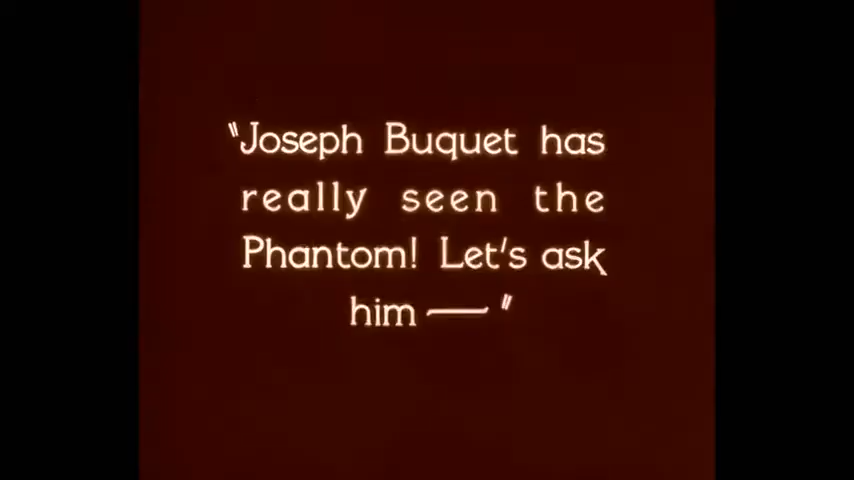 "Joseph Buquet has
really seen the
Phantom! Let's ask
him — "